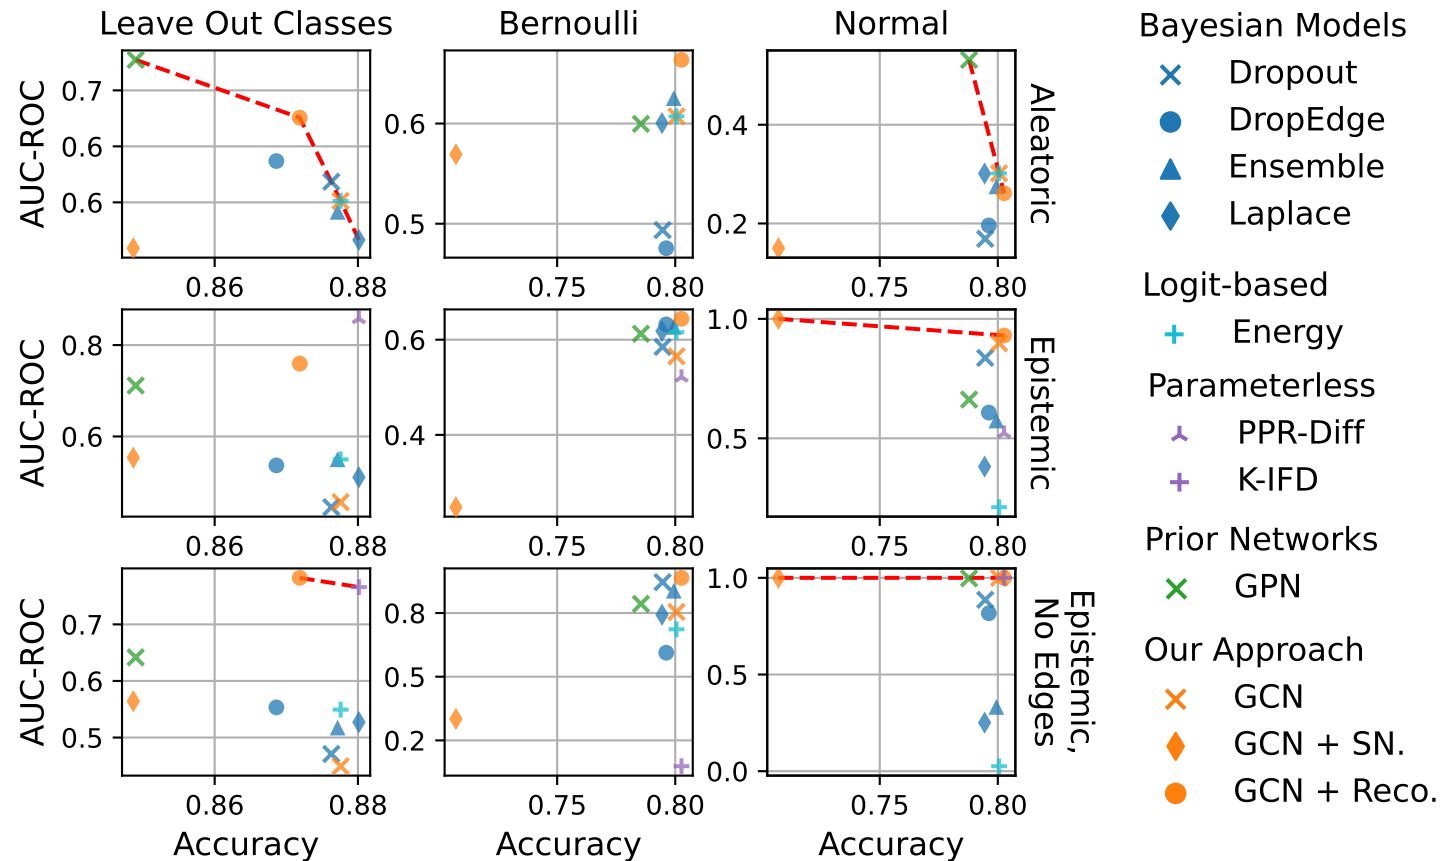 Leave Out Classes
Bernoulli
Normal
AUC-ROC
0.7
0.6
0.6
0.86
0.88
0.6
0.5
0.75
0.80
0.4
0.2
0.75
0.80
Aleatoric
AUC-ROC
0.8
0.6
0.86
0.88
0.6
0.4
0.75
0.80
1.0
0.5
0.75
0.80
Epistemic
AUC-ROC
0.7
0.6
0.5
0.86
0.88
Accuracy
0.8
0.5
0.2
0.75
0.80
Accuracy
1.0
0.5
0.0
0.75
0.80
Accuracy
Epistemic,
No Edges
Bayesian Models
Dropout
DropEdge
Ensemble
Laplace
Logit-based
Energy
Parameterless
PPR-Diff
K-IFD
Prior Networks
GPN
Our Approach
GCN
GCN + SN.
GCN + Reco.